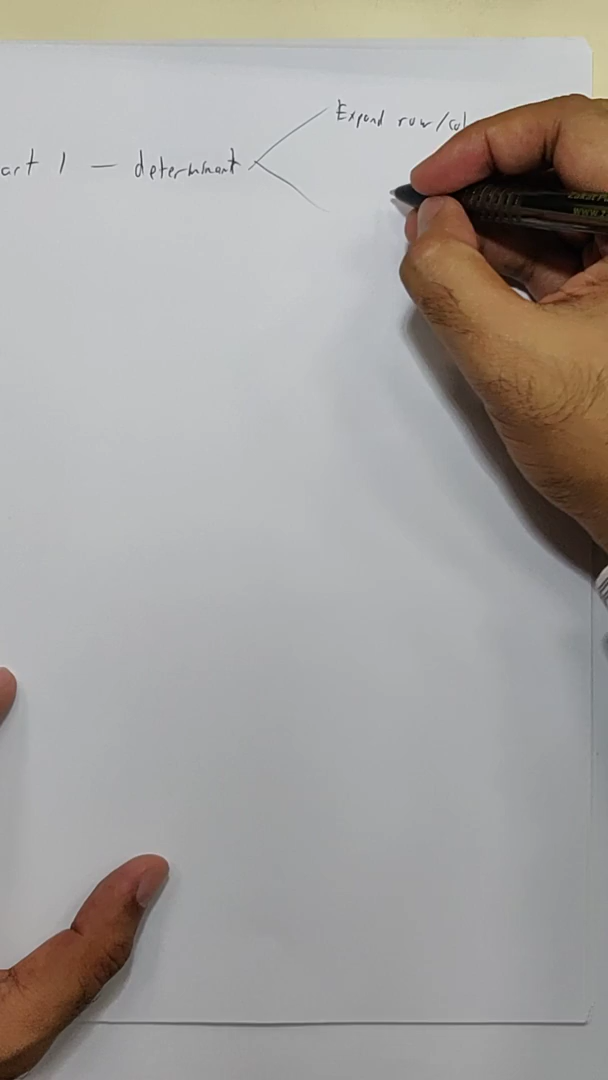 Expand row/col
art 1 — determinant